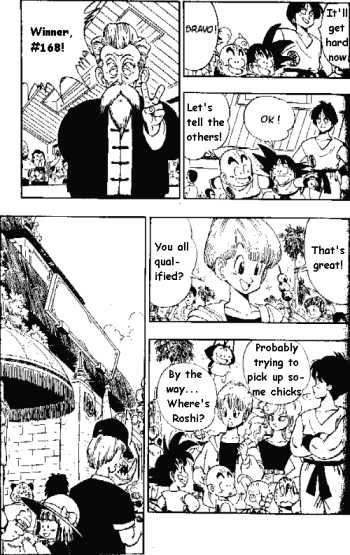 Winner,
#168!
BRAVO!
It'll
get
hard
now.
Let's
tell the
others!
OK!
You all
qual-
ified?
That's
great!
By the
way...
Where's
Roshi?
Probably
trying to
pick up so-
me chicks.